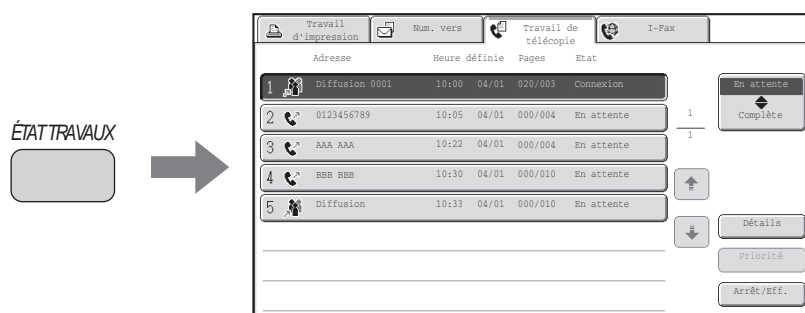 ÉTAT TRAVAUX
Travail d'impression
Num. vers
Travail de télécopie
I-Fax
Adresse Heure définie Pages Etat
1 Diffusion 0001 10:00 04/01 020/003 Connexion
2 0123456789 10:05 04/01 000/004 En attente
3 AAA AAA 10:22 04/01 000/004 En attente
4 BBB BBB 10:30 04/01 000/010 En attente
5 Diffusion 10:33 04/01 000/010 En attente
1
1
En attente
Complète
Détails
Priorité
Arrêt/Eff.